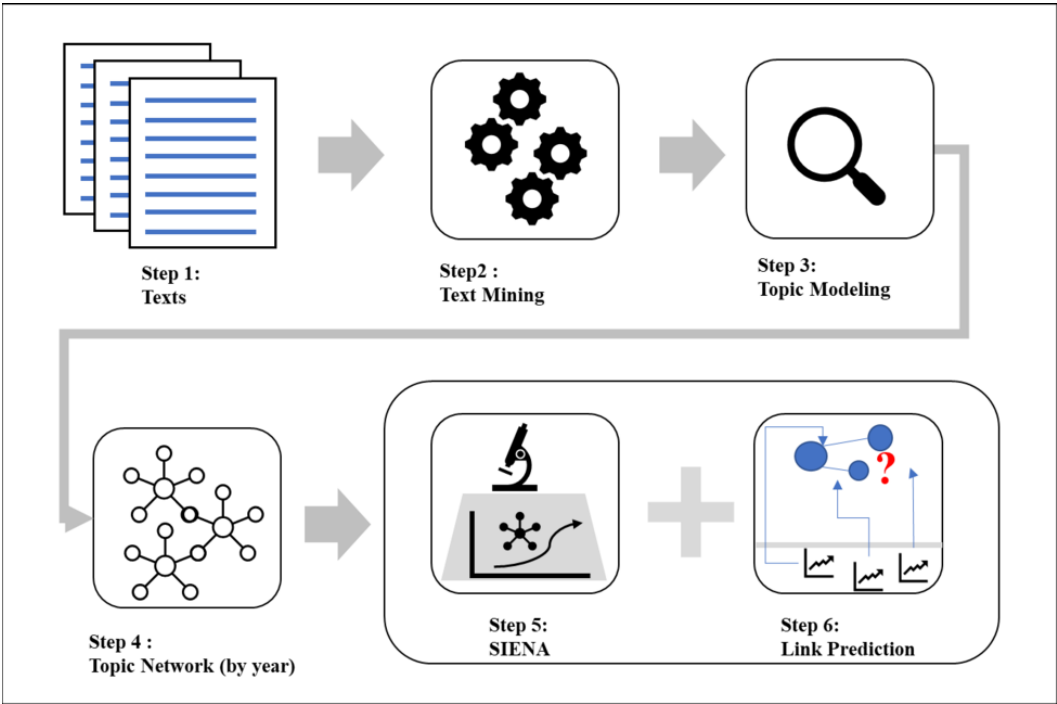 Step 1:
Texts
Step2 :
Text Mining
Step 3:
Topic Modeling
?
Step 4 :
Topic Network (by year)
Step 5:
SIENA
Step 6:
Link Prediction